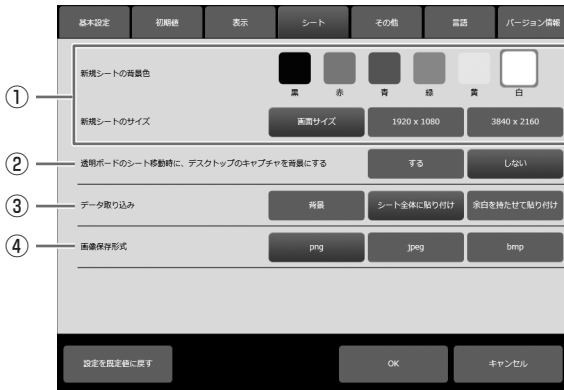 基本設定 初期値 表示 シート その他 言語 バージョン情報
① 新規シートの背景色
黒 赤 青 緑 黄 白
新規シートのサイズ 画面サイズ 1920 x 1080 3840 x 2160
② 透明ボードのシート移動時に、デスクトップのキャプチャを背景にする する しない
③ データ取り込み 背景 シート全体に貼り付け 余白を持たせて貼り付け
④ 画像保存形式 png jpeg bmp
設定を既定値に戻す OK キャンセル